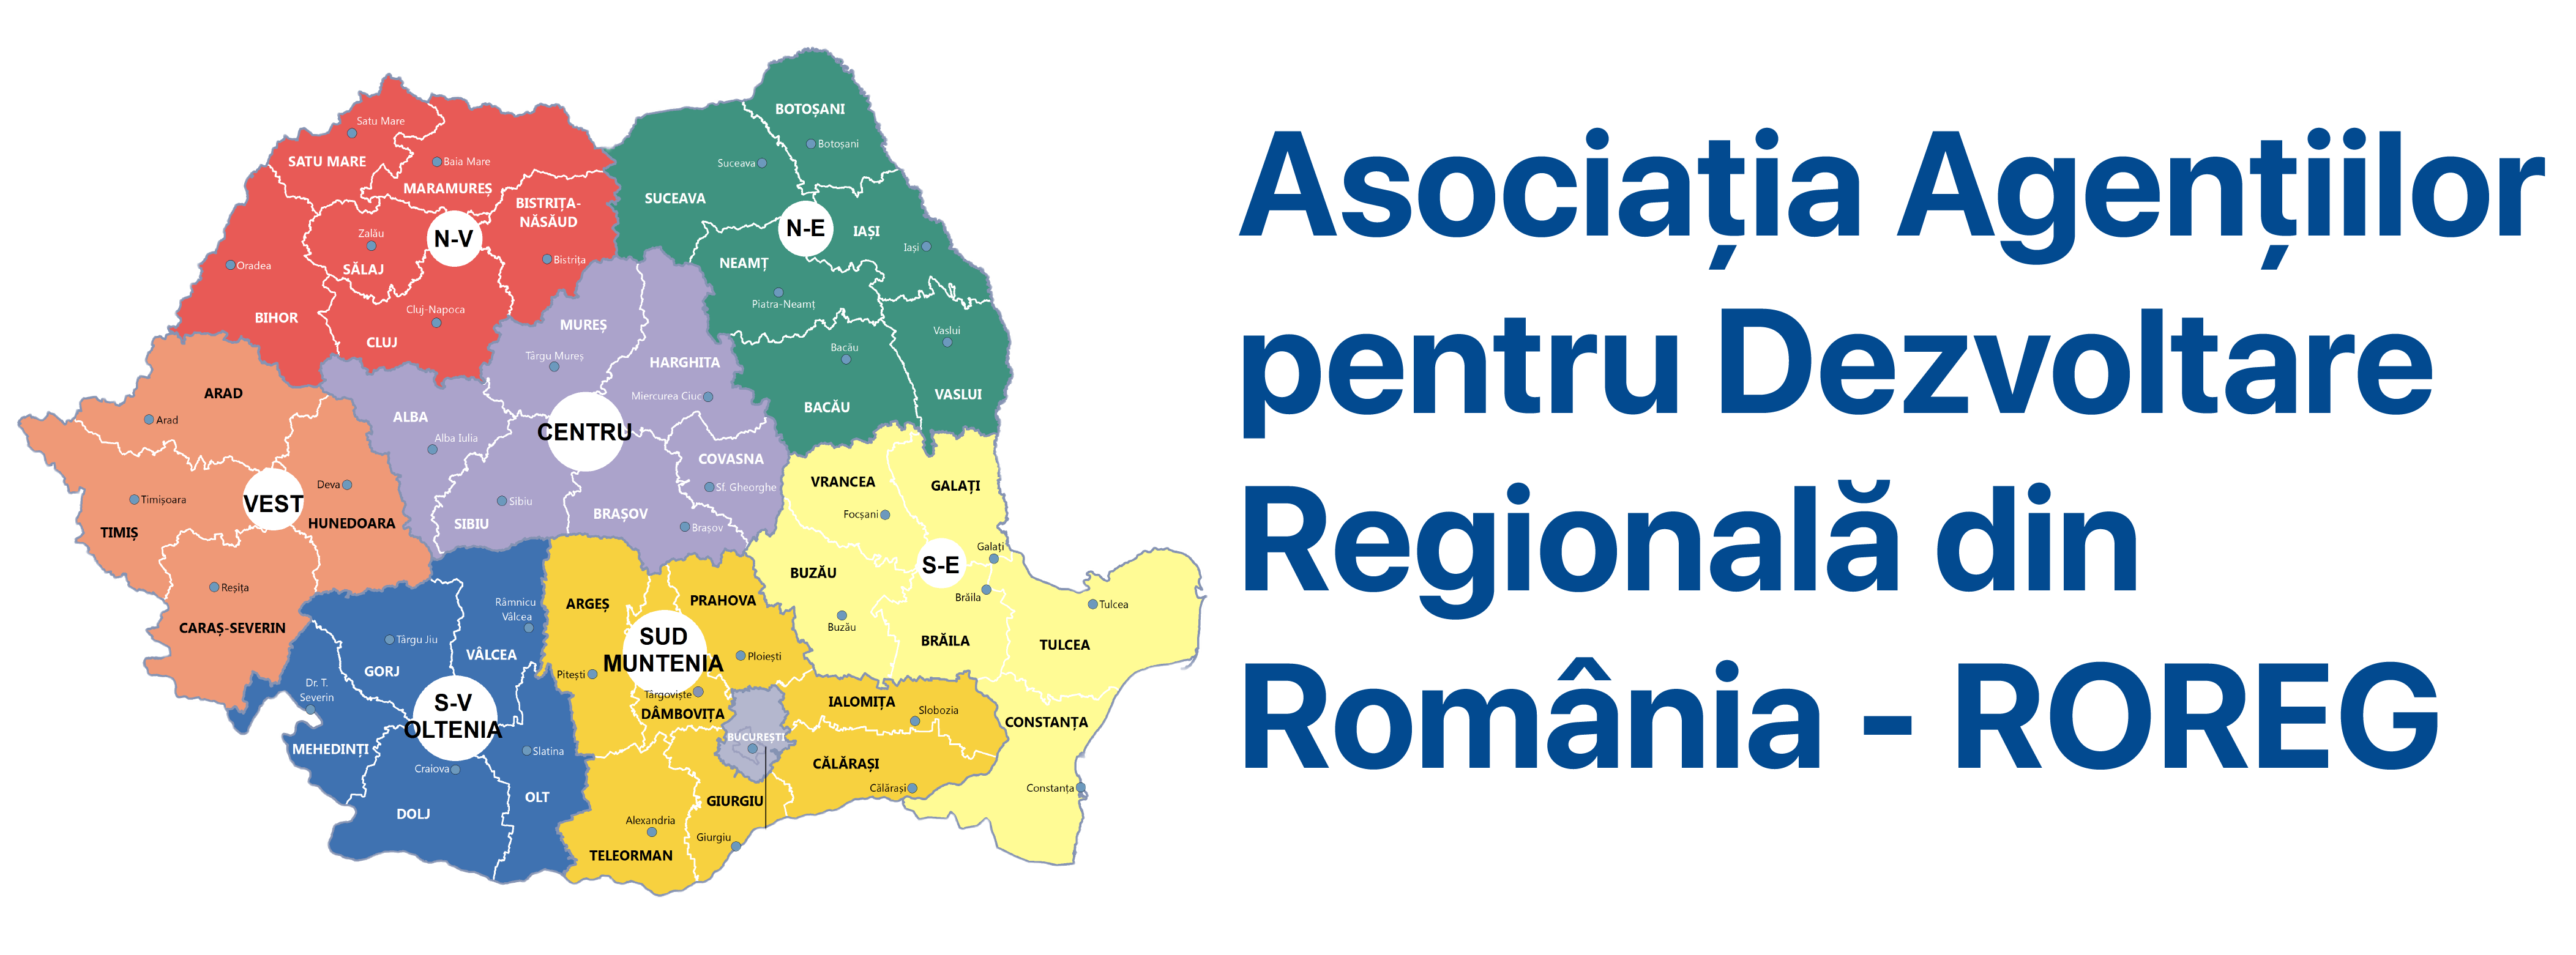 BOTOȘANI
Botoșani
Satu Mare
SATU MARE
Baia Mare
MARAMUREȘ
BISTRIȚA-
NĂSĂUD
Suceava
SUCEAVA
N-V
Zalău
SĂLAJ
Oradea
Bistrița
BIHOR
Cluj-Napoca
CLUJ
N-E
IAȘI
Iași
NEAMȚ
Piatra-Neamț
Vaslui
VASLUI
Bacău
BACĂU
MUREȘ
Târgu Mureș
HARGHITA
Miercurea Ciuc
ALBA
Alba Iulia
CENTRU
COVASNA
Sf. Gheorghe
Sibiu
SIBIU
BRAȘOV
Brașov
ARAD
Arad
Timișoara
TIMIȘ
VEST
Deva
HUNEDOARA
Reșița
CARAȘ-SEVERIN
VRANCEA
Focșani
GALAȚI
Galați
S-E
BUZĂU
Buzău
Brăila
BRĂILA
Tulcea
TULCEA
CONSTANȚA
Constanța
Râmnicu
Vâlcea
VÂLCEA
Târgu Jiu
GORJ
Dr. T.
Severin
MEHEDINȚI
S-V
OLTENIA
Slatina
Craiova
DOLJ
OLT
ARGEȘ
PRAHOVA
SUD
MUNTENIA
Ploiești
Pitești
Târgoviște
DÂMBOVIȚA
BUCUREȘTI
IALOMIȚA
Slobozia
CĂLĂRAȘI
Călărași
GIURGIU
Giurgiu
Alexandria
TELEORMAN
Asociația Agențiilor
pentru Dezvoltare
Regională din
România - ROREG